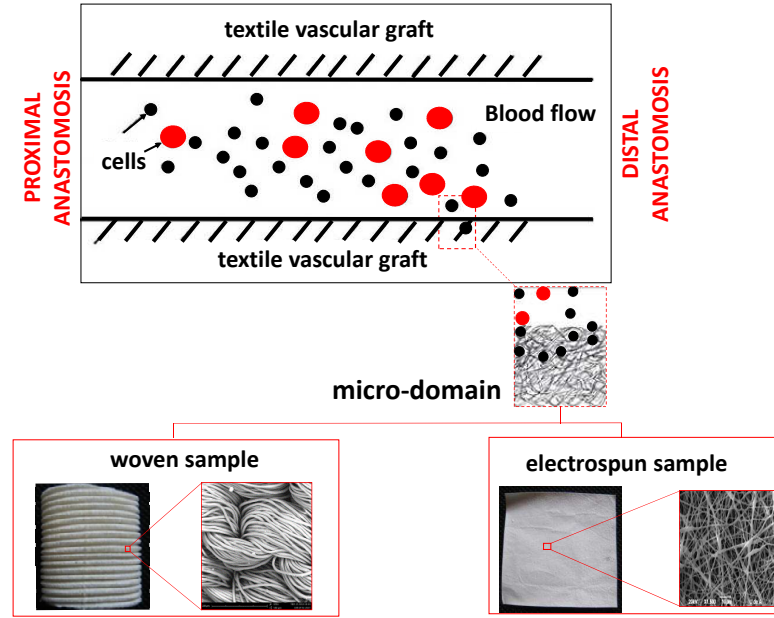 textile vascular graft
PROXIMAL
ANASTOMOSIS
Blood flow
cells
DISTAL
ANASTOMOSIS
textile vascular graft
micro-domain
woven sample
electrospun sample